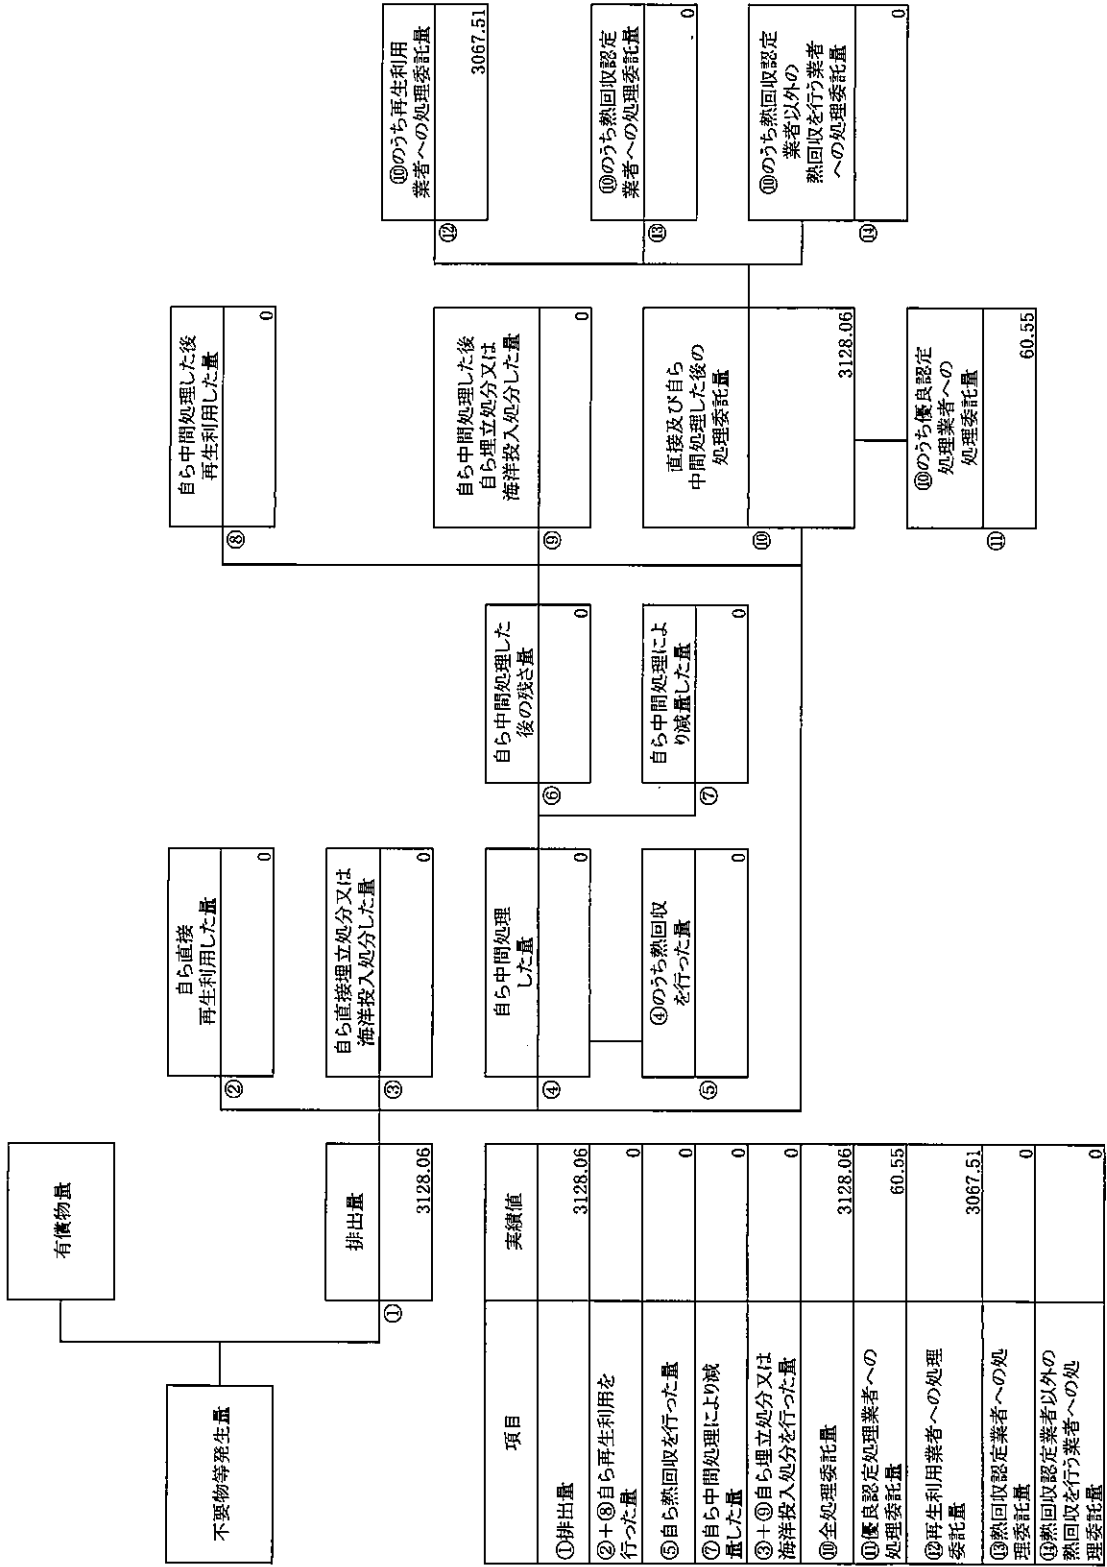 不要物等発生量
有償物量
①
排出量
3128.06
②
自ら直接
再生利用した量
0
③
自ら直接埋立処分又は
海洋投入処分した量
0
④
自ら中間処理
した量
0
⑤
④のうち熱回収
を行った量
0
⑥
自ら中間処理した
後の残さ量
0
⑦
自ら中間処理によ
り減量した量
0
⑧
自ら中間処理した後
再生利用した量
0
⑨
自ら中間処理した後
自ら埋立処分又は
海洋投入処分した量
0
⑩
直接及び自ら
中間処理した後の
処理委託量
3128.06
⑪
⑩のうち優良認定
処理業者への
処理委託量
60.55
⑫
⑩のうち再生利用
業者への処理委託量
3067.51
⑬
⑩のうち熱回収認定
業者への処理委託量
0
⑭
⑩のうち熱回収認定
業者以外の
熱回収を行う業者
への処理委託量
0
項目 実績値
①排出量 3128.06
②+⑧自ら再生利用を
行った量 0
⑤自ら熱回収を行った量 0
⑦自ら中間処理により減
量した量 0
③+⑨自ら埋立処分又は
海洋投入処分を行った量 0
⑩全処理委託量 3128.06
⑪優良認定処理業者への
処理委託量 60.55
⑫再生利用業者への処理
委託量 3067.51
⑬熱回収認定業者への処
理委託量 0
⑭熱回収認定業者以外の
熱回収を行う業者への処
理委託量 0